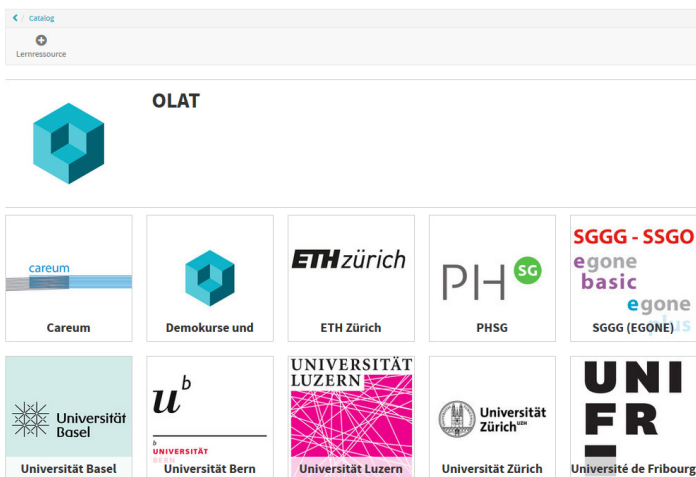 / Catalog
Lernressource
OLAT
careum
Careum
Demokurse und
ETH zürich
ETH Zürich
PH SG
PHSG
SGGG - SSGO
egone
basic
egone
plus
SGGG (EGONE)
Universität
Basel
Universität Basel
u b
b
UNIVERSITÄT
BERN
Universität Bern
UNIVERSITÄT
LUZERN
Universität Luzern
Universität
Zürich UZH
Universität Zürich
UNI
FR
Université de Fribourg